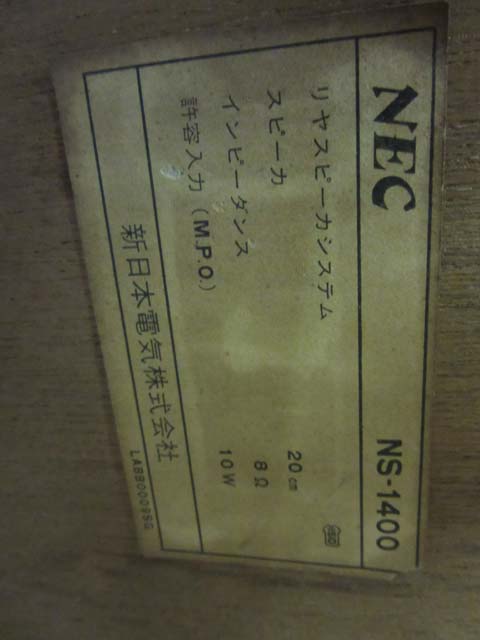 NEC NS-1400
リヤスピーカシステム
スピーカ 20cm
インピーダンス 8Ω
許容入力(M.P.O.) 10W
新日本電気株式会社